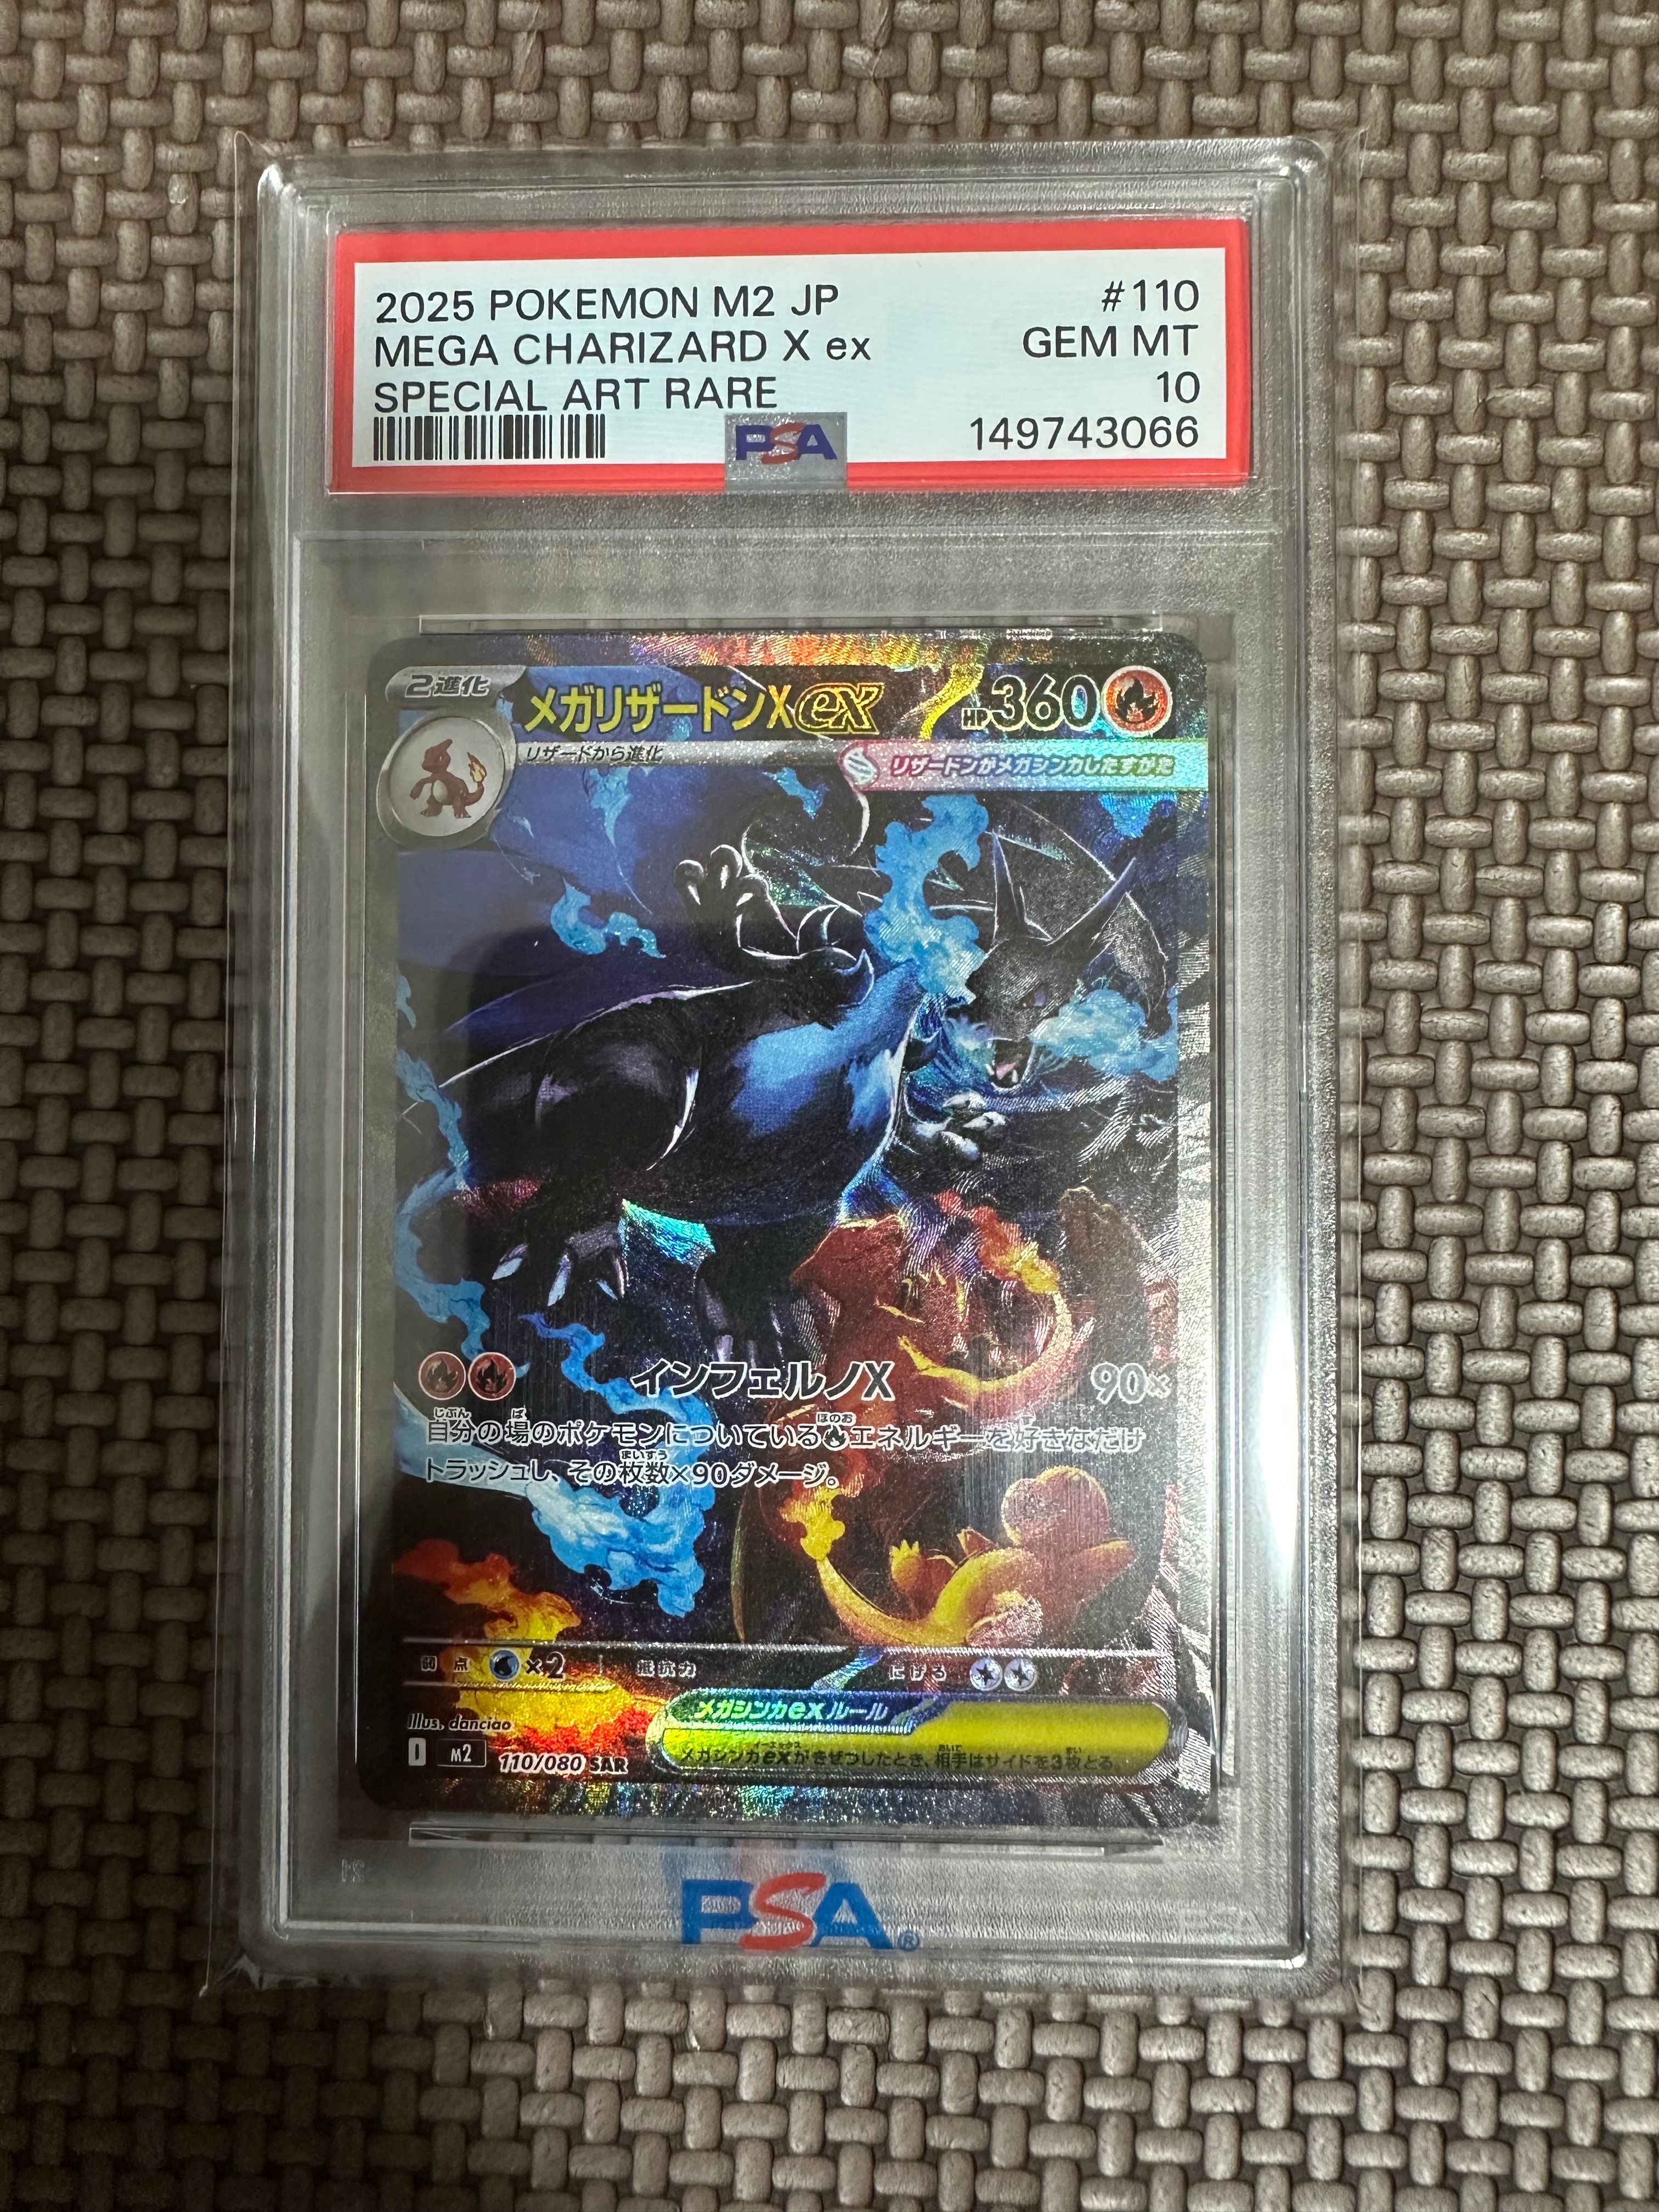 2025 POKEMON M2 JP #110
MEGA CHARIZARD X ex GEM MT
SPECIAL ART RARE 10
PSA 149743066
2進化 メガリザードンXex HP360
リザードから進化 リザードンがメガシンカしたすがた
インフェルノX 90×
自分の場のポケモンについているエネルギーを好きなだけ
トラッシュし、その枚数×90ダメージ。
弱点 ×2 抵抗力 にげる
メガシンカexルール
Illus. danciao
メガシンカexがきぜつしたとき、相手はサイドを3枚とる。
I M2 110/080 SAR
PSA®